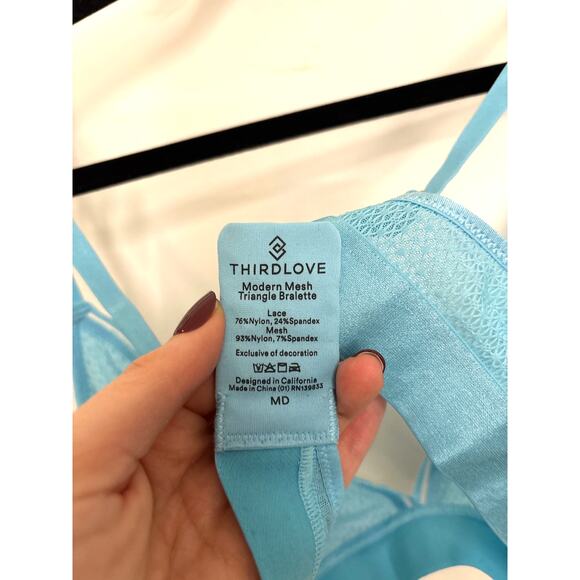 THIRDLOVE
Modern Mesh
Triangle Bralette
Lace
76%Nylon, 24%Spandex
Mesh
93%Nylon, 7%Spandex
Exclusive of decoration
Designed in California
Made in China (01) RN139833
MD